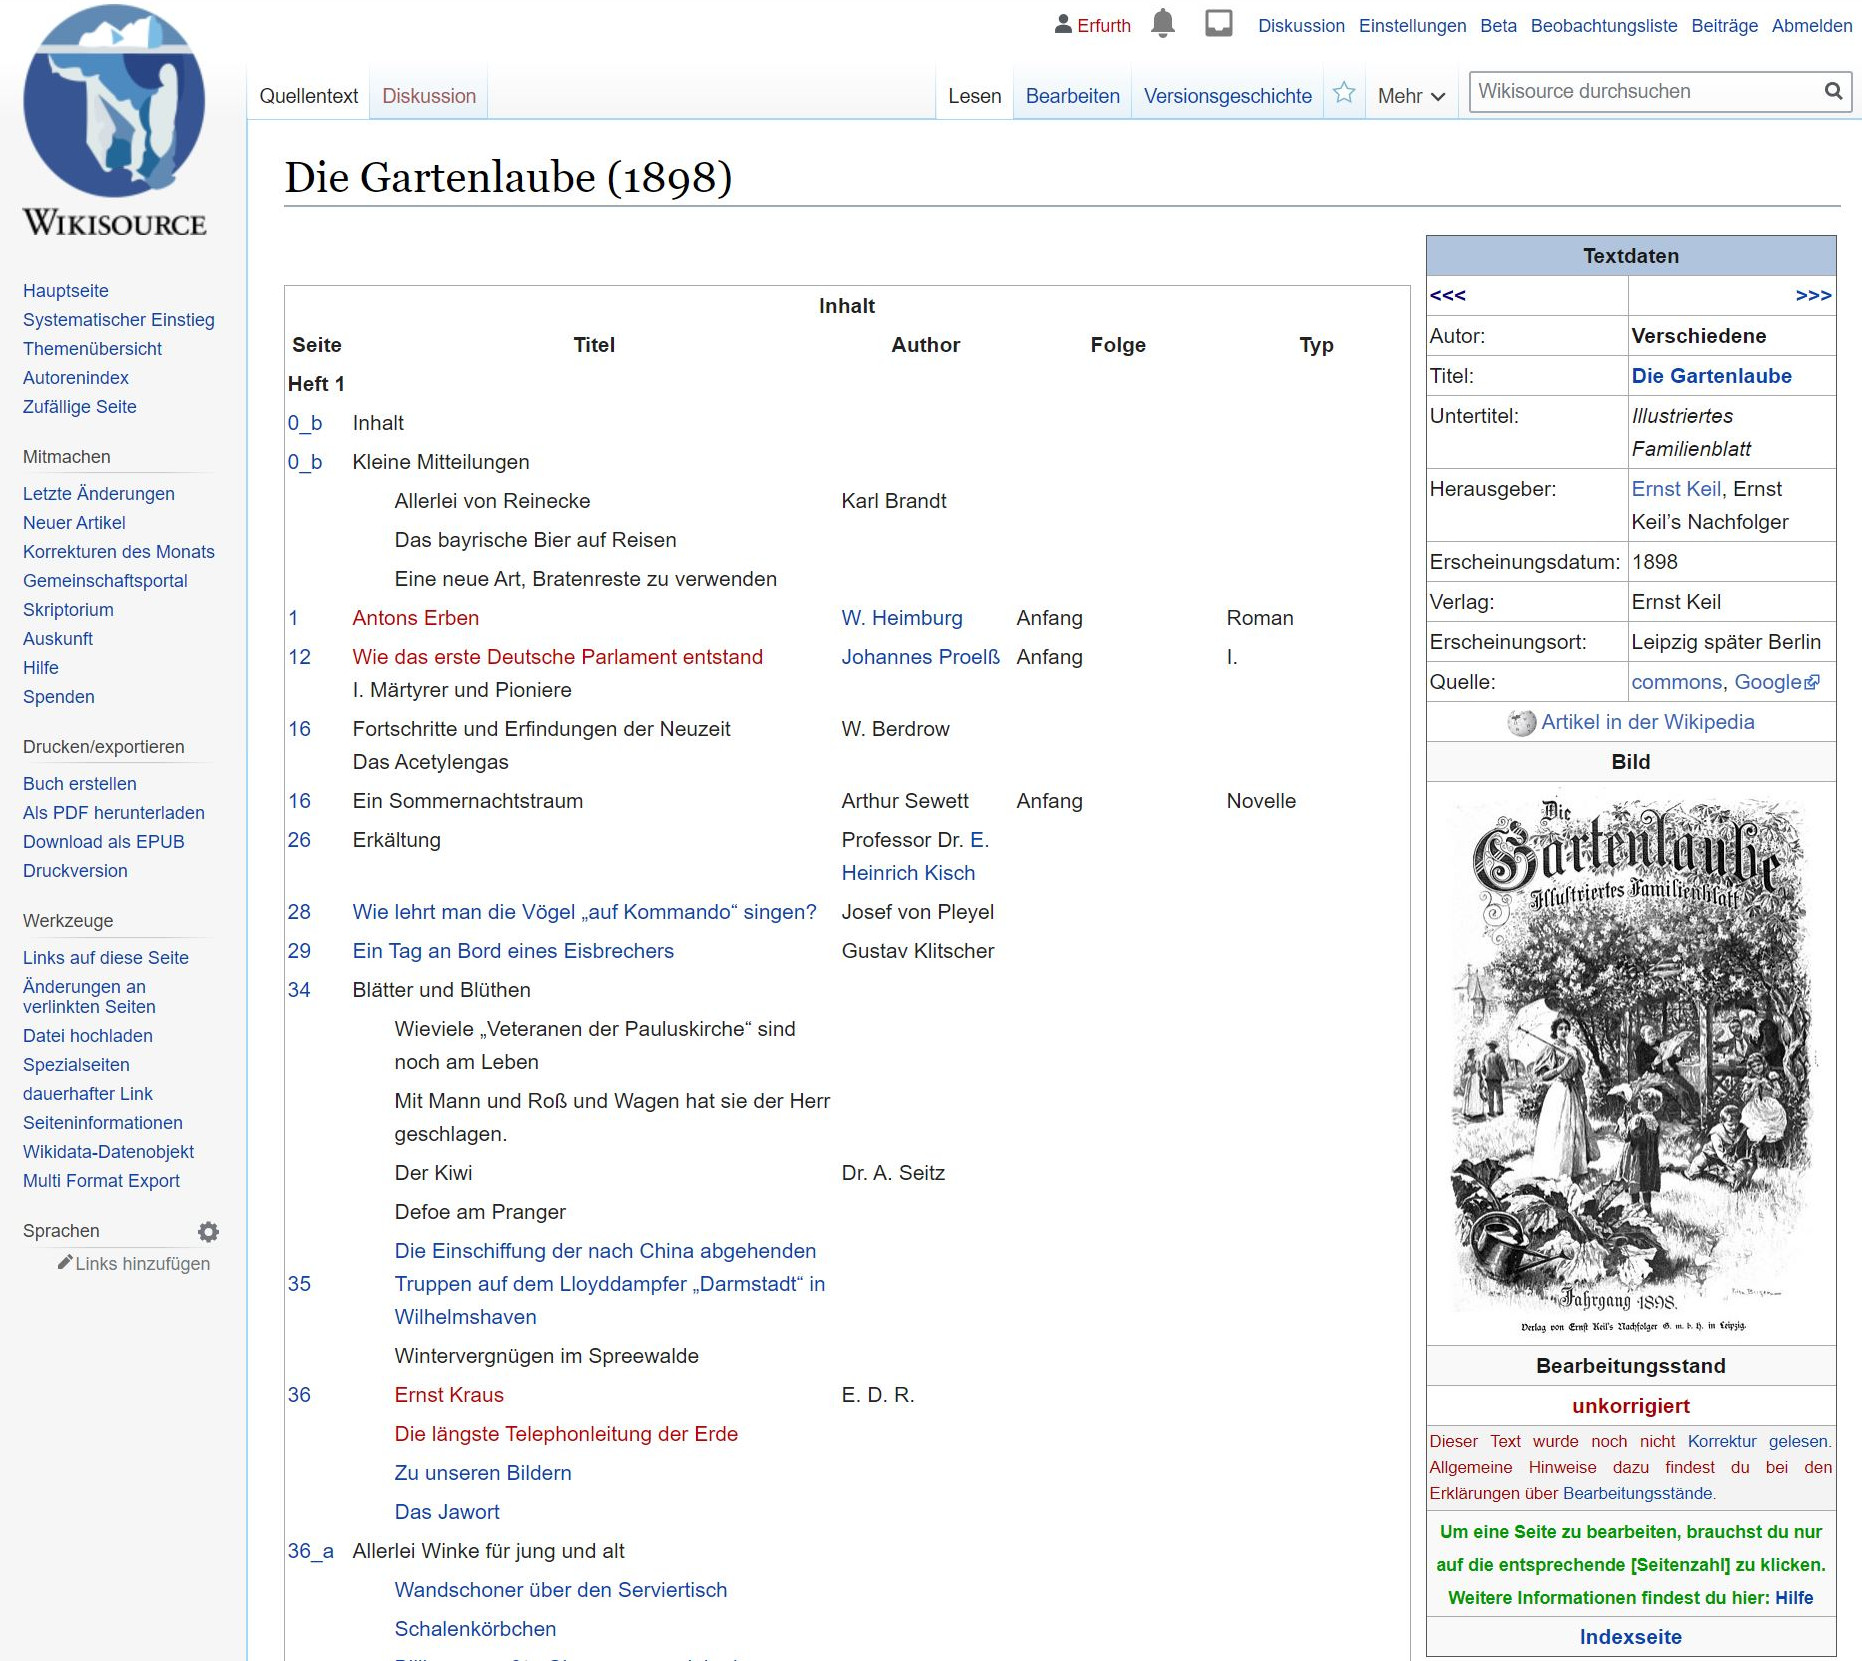 Erfurth Diskussion Einstellungen Beta Beobachtungsliste Beiträge Abmelden
Quellentext Diskussion Lesen Bearbeiten Versionsgeschichte Mehr Wikisource durchsuchen
WIKISOURCE
Hauptseite
Systematischer Einstieg
Themenübersicht
Autorenindex
Zufällige Seite
Mitmachen
Letzte Änderungen
Neuer Artikel
Korrekturen des Monats
Gemeinschaftsportal
Skriptorium
Auskunft
Hilfe
Spenden
Drucken/exportieren
Buch erstellen
Als PDF herunterladen
Download als EPUB
Druckversion
Werkzeuge
Links auf diese Seite
Änderungen an
verlinkten Seiten
Datei hochladen
Spezialseiten
dauerhafter Link
Seiteninformationen
Wikidata-Datenobjekt
Multi Format Export
Sprachen
Links hinzufügen
Die Gartenlaube (1898)
Inhalt
Seite Titel Author Folge Typ
Heft 1
0_b Inhalt
0_b Kleine Mitteilungen
Allerlei von Reinecke Karl Brandt
Das bayrische Bier auf Reisen
Eine neue Art, Bratenreste zu verwenden
1 Antons Erben W. Heimburg Anfang Roman
12 Wie das erste Deutsche Parlament entstand Johannes Proelß Anfang I.
I. Märtyrer und Pioniere
16 Fortschritte und Erfindungen der Neuzeit W. Berdrow
Das Acetylengas
16 Ein Sommernachtstraum Arthur Sewett Anfang Novelle
26 Erkältung Professor Dr. E.
Heinrich Kisch
28 Wie lehrt man die Vögel „auf Kommando“ singen? Josef von Pleyel
29 Ein Tag an Bord eines Eisbrechers Gustav Klitscher
34 Blätter und Blüthen
Wieviele „Veteranen der Pauluskirche“ sind
noch am Leben
Mit Mann und Roß und Wagen hat sie der Herr
geschlagen.
Der Kiwi Dr. A. Seitz
Defoe am Pranger
Die Einschiffung der nach China abgehenden
35 Truppen auf dem Lloyddampfer „Darmstadt“ in
Wilhelmshaven
Wintervergnügen im Spreewalde
36 Ernst Kraus E. D. R.
Die längste Telephonleitung der Erde
Zu unseren Bildern
Das Jawort
36_a Allerlei Winke für jung und alt
Wandschoner über den Serviertisch
Schalenkörbchen
Textdaten
<<< >>>
Autor: Verschiedene
Titel: Die Gartenlaube
Untertitel: Illustriertes
Familienblatt
Herausgeber: Ernst Keil, Ernst
Keil’s Nachfolger
Erscheinungsdatum: 1898
Verlag: Ernst Keil
Erscheinungsort: Leipzig später Berlin
Quelle: commons, Google
Artikel in der Wikipedia
Bild
Die
Gartenlaube
Illustriertes Familienblatt
Jahrgang 1898.
Verlag von Ernst Keil's Nachfolger G. m. b. H. in Leipzig.
Bearbeitungsstand
unkorrigiert
Dieser Text wurde noch nicht Korrektur gelesen.
Allgemeine Hinweise dazu findest du bei den
Erklärungen über Bearbeitungsstände.
Um eine Seite zu bearbeiten, brauchst du nur
auf die entsprechende [Seitenzahl] zu klicken.
Weitere Informationen findest du hier: Hilfe
Indexseite